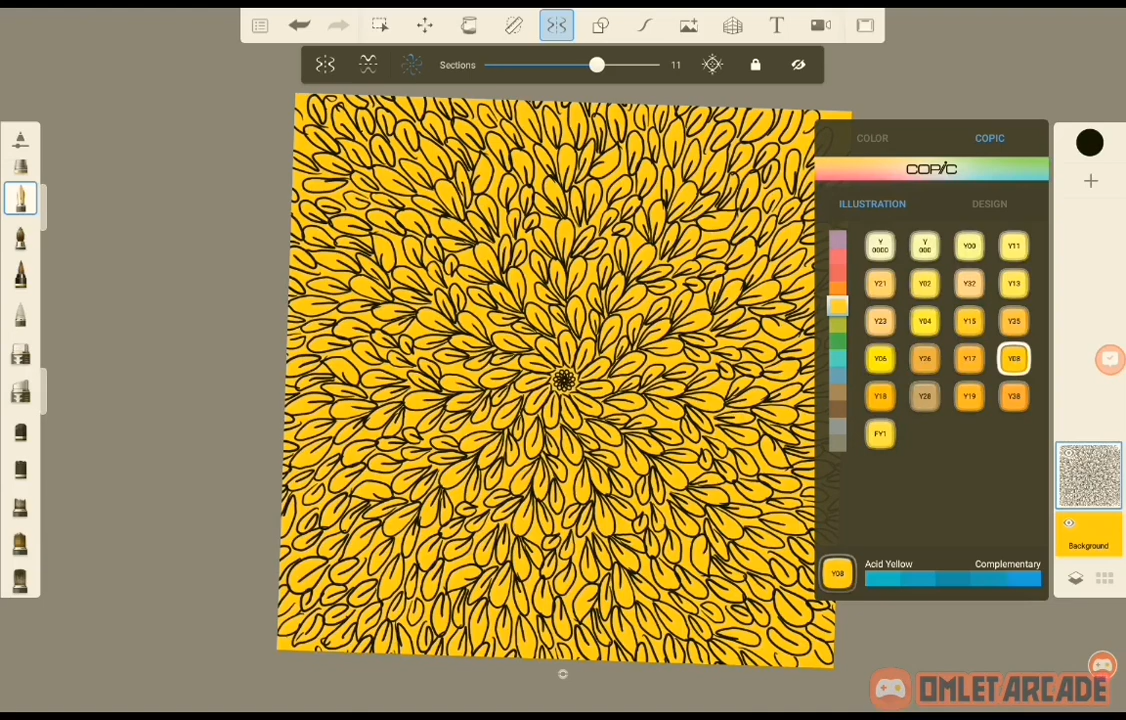 T
Sections
11
COLOR
COPIC
COPIC
ILLUSTRATION
DESIGN
Y 0000
Y 000
Y00
Y11
Y21
Y02
Y32
Y13
Y23
Y04
Y15
Y35
Y06
Y26
Y17
Y08
Y18
Y28
Y19
Y38
FY1
Background
Y08
Acid Yellow
Complementary
OMLET ARCADE